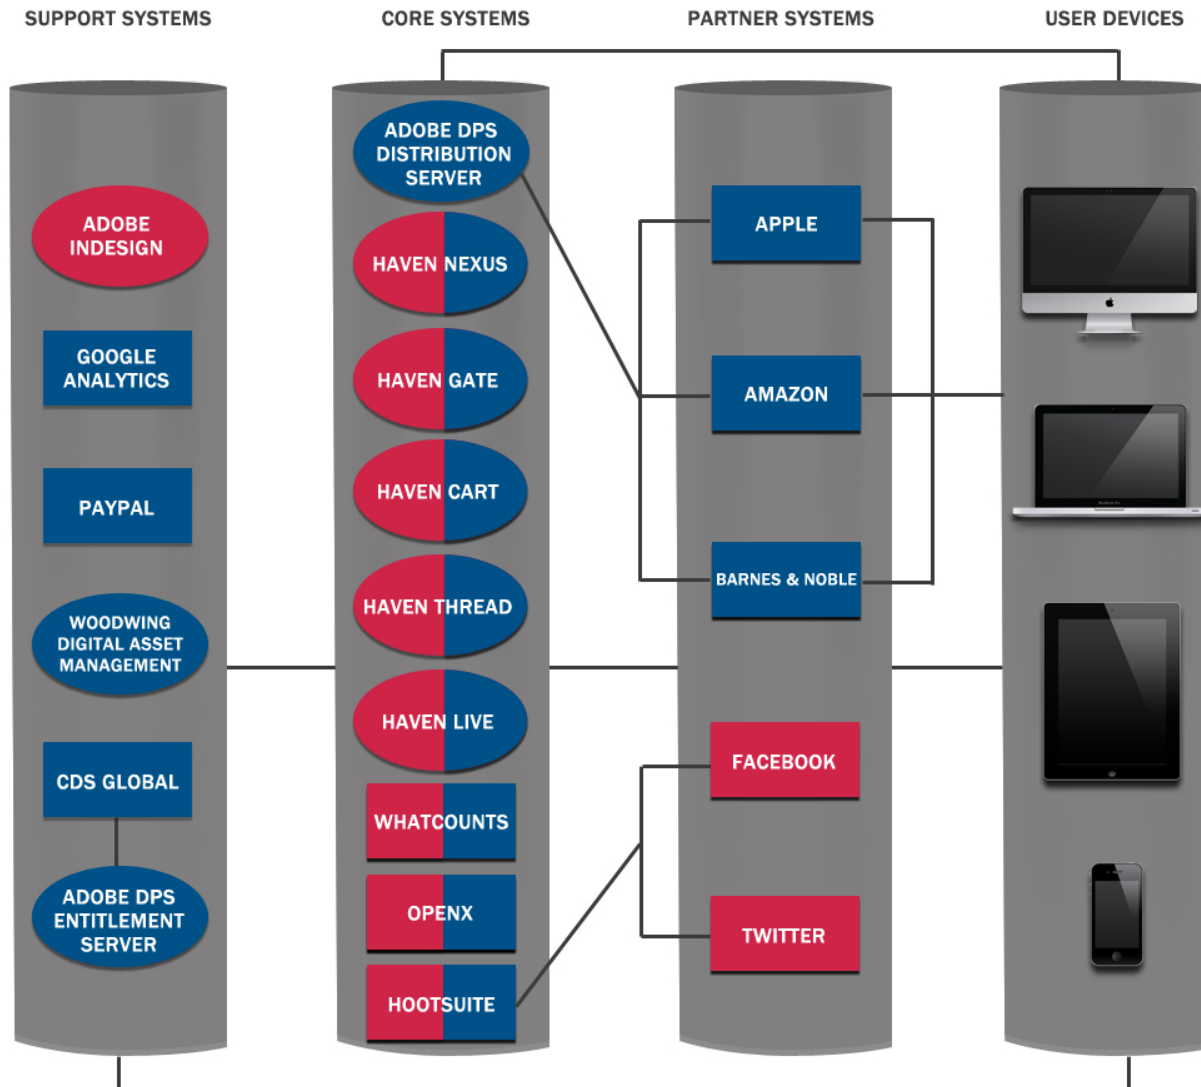 SUPPORT SYSTEMS
CORE SYSTEMS
PARTNER SYSTEMS
USER DEVICES
ADOBE
INDESIGN
GOOGLE
ANALYTICS
PAYPAL
WOODWING
DIGITAL ASSET
MANAGEMENT
CDS GLOBAL
ADOBE DPS
ENTITLEMENT
SERVER
ADOBE DPS
DISTRIBUTION
SERVER
HAVEN NEXUS
HAVEN GATE
HAVEN CART
HAVEN THREAD
HAVEN LIVE
WHATCOUNTS
OPENX
HOOTSUITE
APPLE
AMAZON
BARNES & NOBLE
FACEBOOK
TWITTER